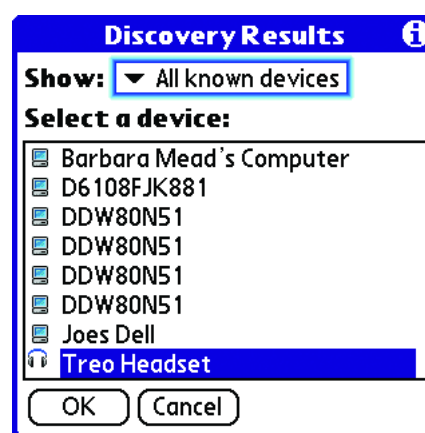 Discovery Results
Show: All known devices
Select a device:
Barbara Mead's Computer
D6108FJK881
DDW80N51
DDW80N51
DDW80N51
DDW80N51
Joes Dell
Treo Headset
OK Cancel